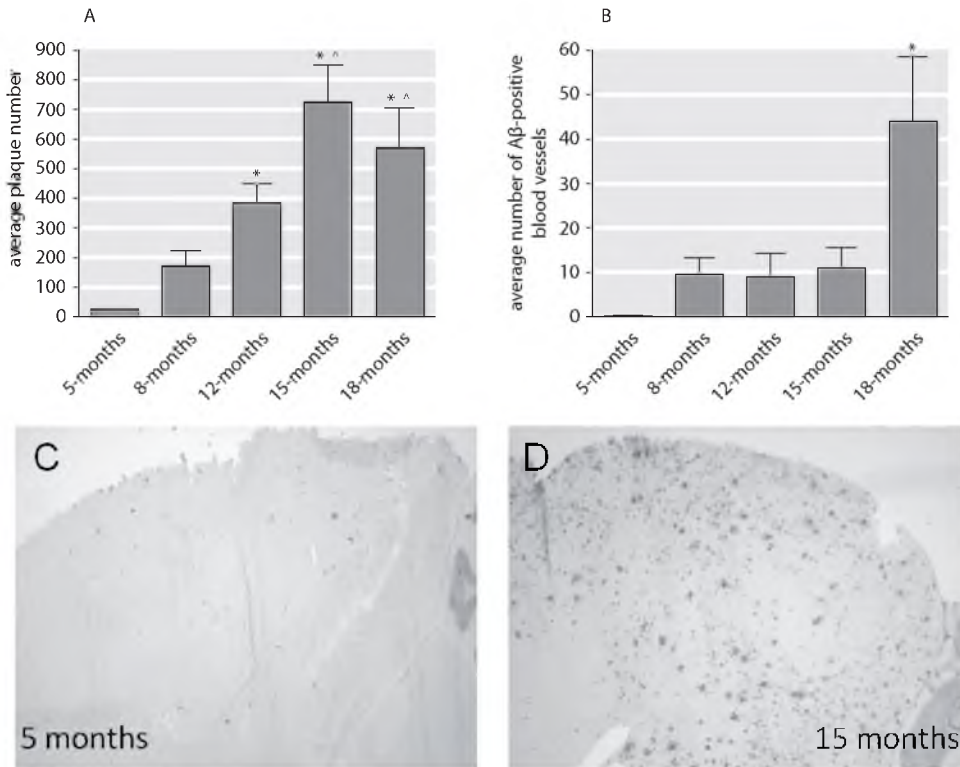 A
average plaque number
900
800
700
600
500
400
300
200
100
0
*
* ^
* ^
5-months
8-months
12-months
15-months
18-months
B
average number of Aβ-positive
blood vessels
60
50
40
30
20
10
0
*
5-months
8-months
12-months
15-months
18-months
C
5 months
D
15 months